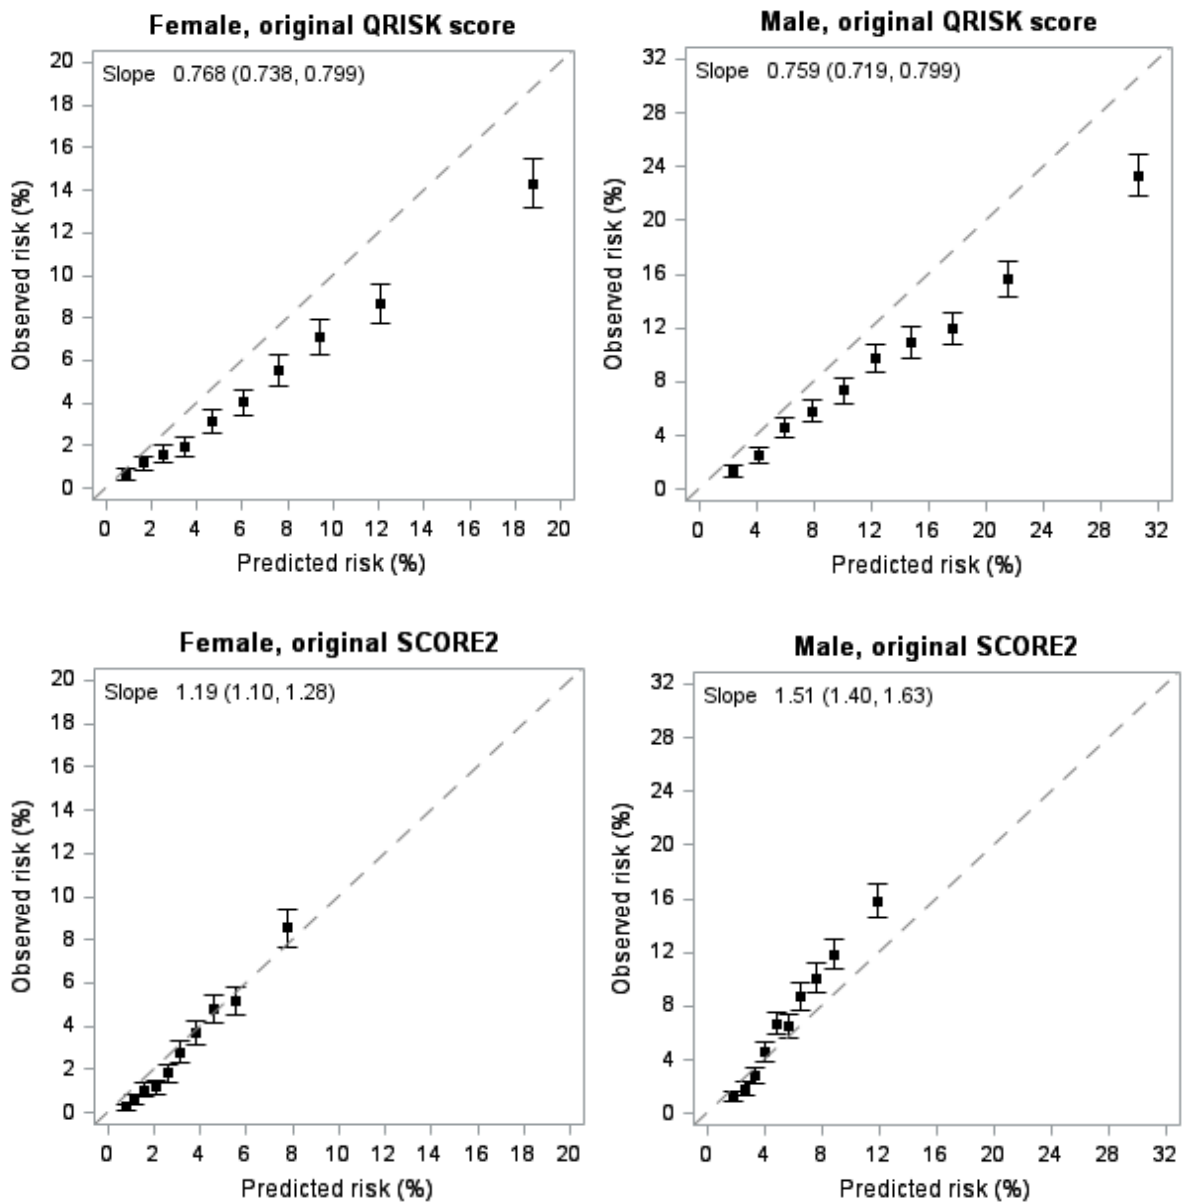 Female, original QRISK score
Slope 0.768 (0.738, 0.799)
20
18
16
14
12
10
8
6
4
2
0
Observed risk (%)
0 2 4 6 8 10 12 14 16 18 20
Predicted risk (%)
Male, original QRISK score
Slope 0.759 (0.719, 0.799)
32
28
24
20
16
12
8
4
0
Observed risk (%)
0 4 8 12 16 20 24 28 32
Predicted risk (%)
Female, original SCORE2
Slope 1.19 (1.10, 1.28)
20
18
16
14
12
10
8
6
4
2
0
Observed risk (%)
0 2 4 6 8 10 12 14 16 18 20
Predicted risk (%)
Male, original SCORE2
Slope 1.51 (1.40, 1.63)
32
28
24
20
16
12
8
4
0
Observed risk (%)
0 4 8 12 16 20 24 28 32
Predicted risk (%)